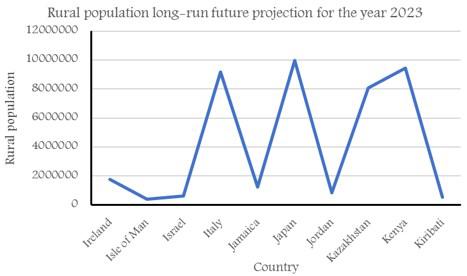 Rural population long-run future projection for the year 2023
12000000
10000000
8000000
6000000
4000000
2000000
0
Rural population
Ireland
Isle of Man
Israel
Italy
Jamaica
Japan
Jordan
Kazakhstan
Kenya
Kiribati
Country